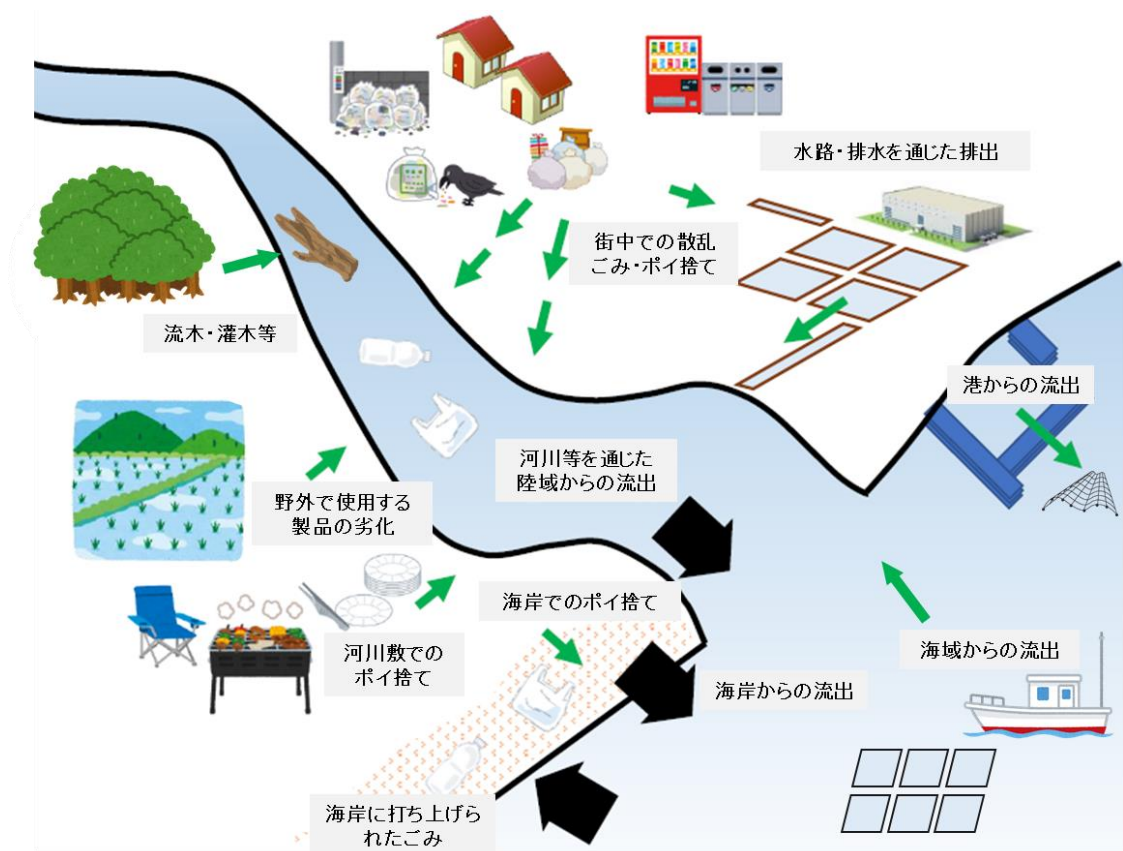 水路・排水を通じた排出
街中での散乱
ごみ・ポイ捨て
流木・灌木等
港からの流出
河川等を通じた
陸域からの流出
野外で使用する
製品の劣化
海岸でのポイ捨て
河川敷での
ポイ捨て
海域からの流出
海岸からの流出
海岸に打ち上げら
れたごみ